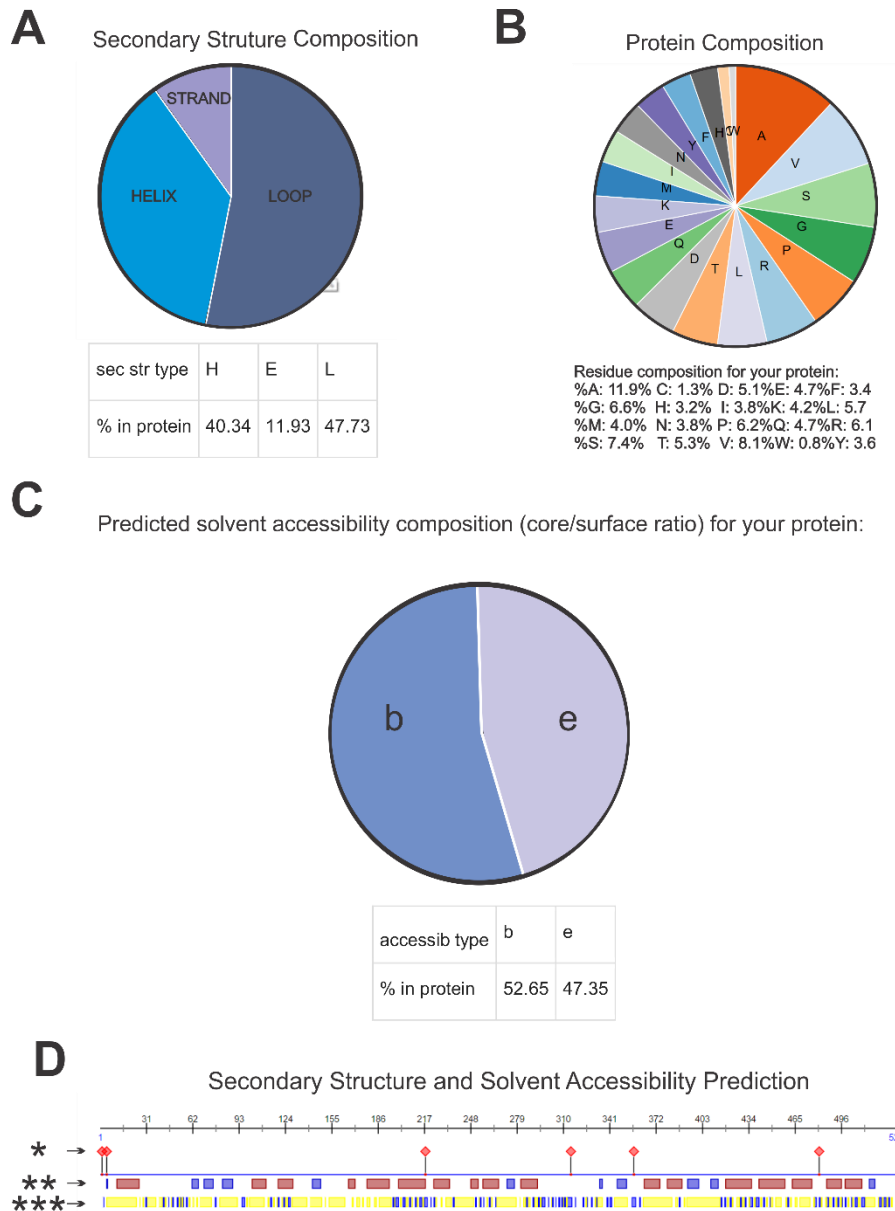 A
Secondary Struture Composition
STRAND
HELIX
LOOP
sec str type H E L
% in protein 40.34 11.93 47.73
B
Protein Composition
A
V
S
G
P
R
L
T
D
Q
E
K
M
I
N
Y
F
H
C
W
Residue composition for your protein:
%A: 11.9% C: 1.3% D: 5.1%E: 4.7%F: 3.4
%G: 6.6% H: 3.2% I: 3.8%K: 4.2%L: 5.7
%M: 4.0% N: 3.8% P: 6.2%Q: 4.7%R: 6.1
%S: 7.4% T: 5.3% V: 8.1%W: 0.8%Y: 3.6
C
Predicted solvent accessibility composition (core/surface ratio) for your protein:
b
e
accessib type b e
% in protein 52.65 47.35
D
Secondary Structure and Solvent Accessibility Prediction
1 31 62 93 124 155 186 217 248 279 310 341 372 403 434 465 496
*
**
***